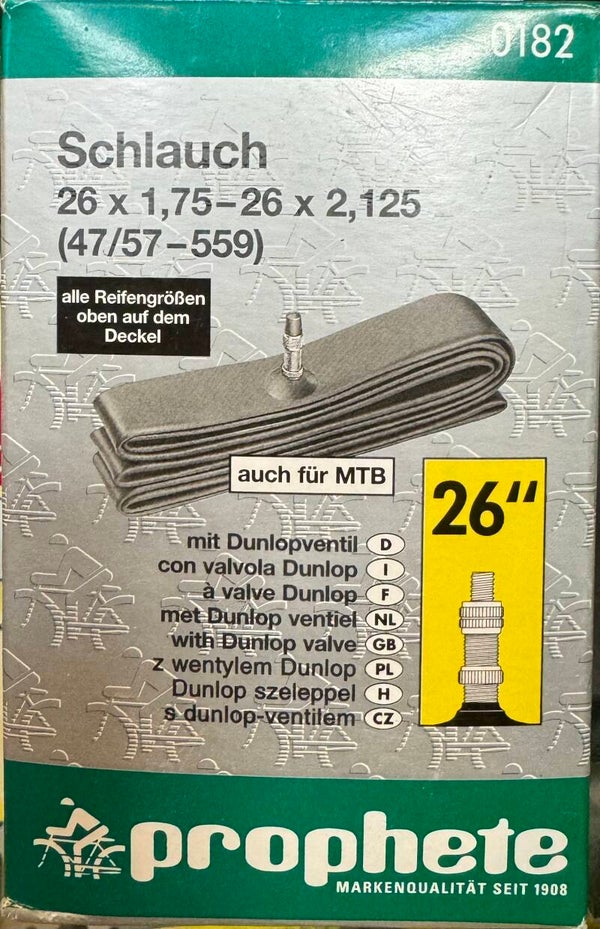 0182
Schlauch
26 x 1,75–26 x 2,125
(47/57–559)
alle Reifengrößen
oben auf dem
Deckel
auch für MTB
26“
mit Dunlopventil D
con valvola Dunlop I
à valve Dunlop F
met Dunlop ventiel NL
with Dunlop valve GB
z wentylem Dunlop PL
Dunlop szeleppel H
s dunlop-ventilem CZ
prophete
MARKENQUALITÄT SEIT 1908